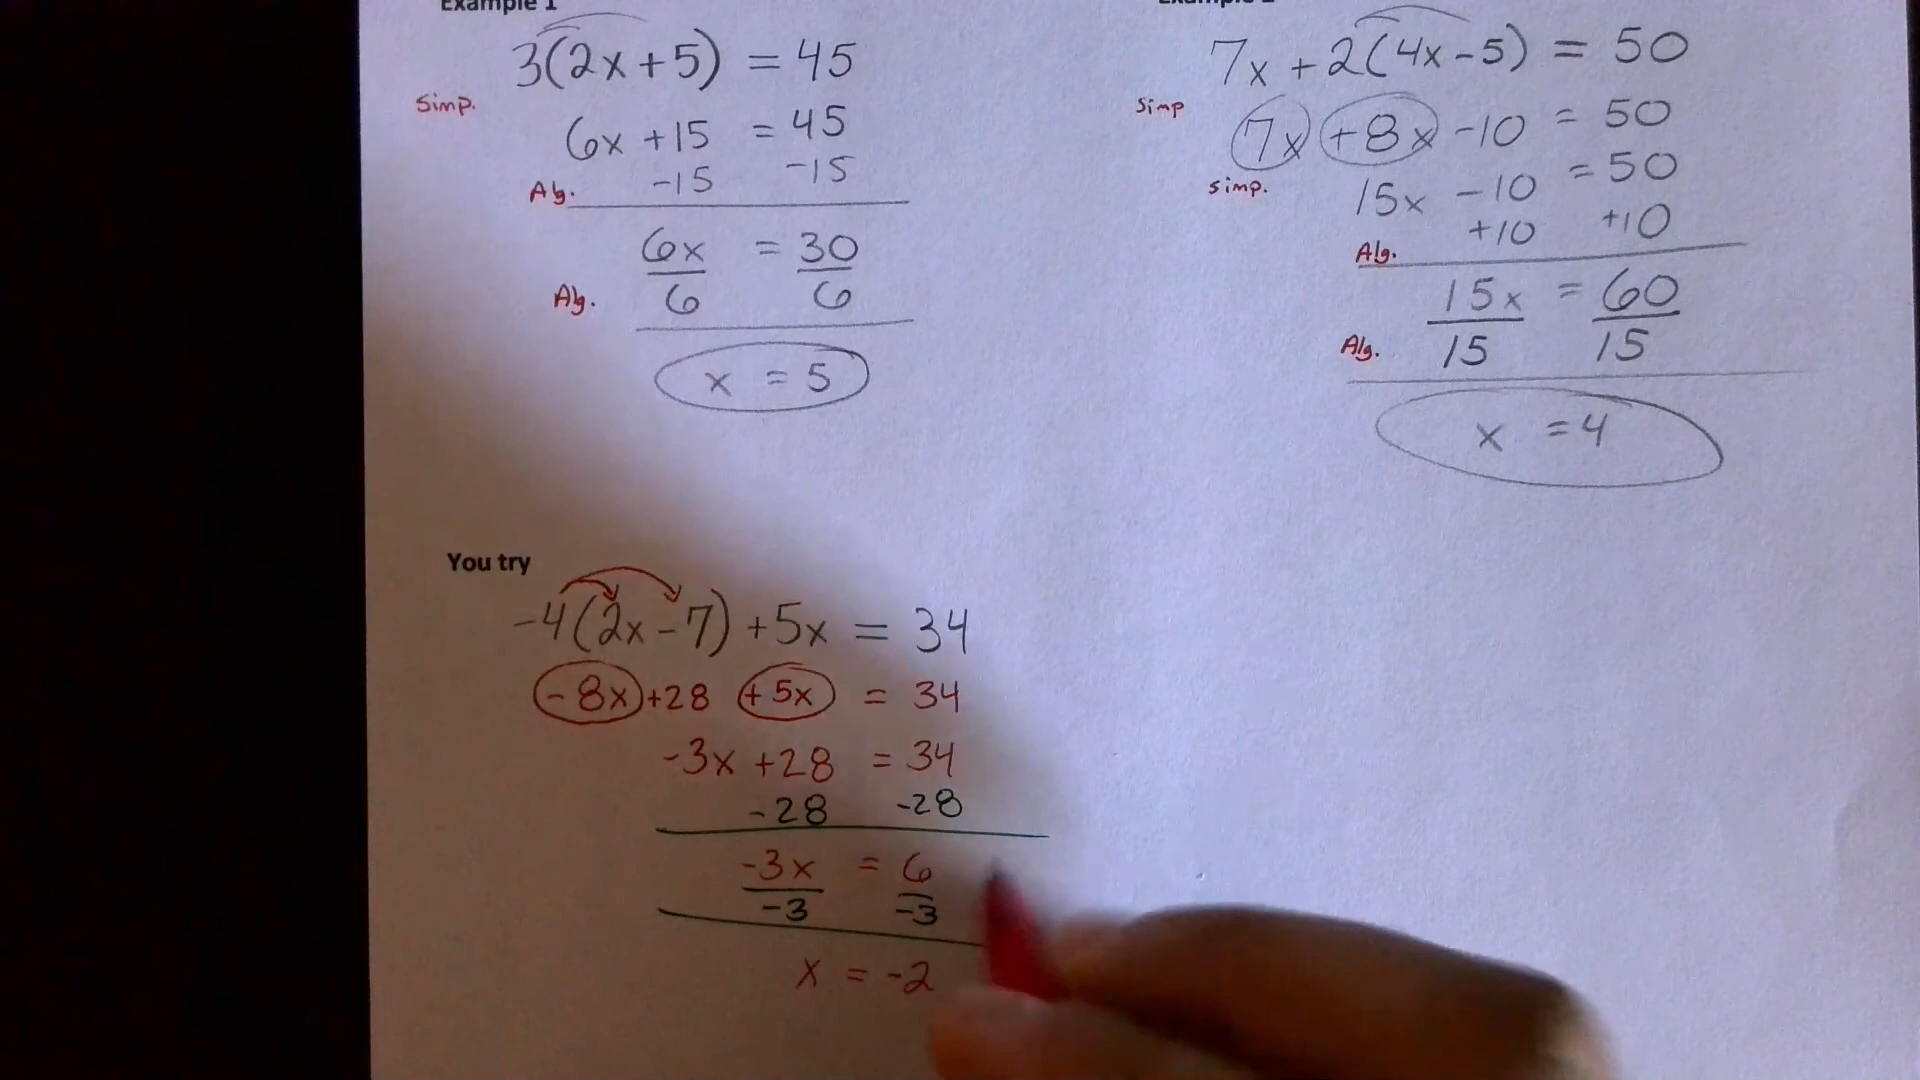 Example 1
3(2x+5) = 45
Simp.
6x +15 = 45
-15 -15
Alg.
6x = 30
6 6
Alg.
x = 5
7x + 2(4x-5) = 50
Simp
7x +8x -10 = 50
simp.
15x -10 = 50
+10 +10
Alg.
15x = 60
15 15
Alg.
x = 4
You try
-4(2x-7) +5x = 34
-8x +28 +5x = 34
-3x +28 = 34
-28 -28
-3x = 6
-3 -3
x = -2